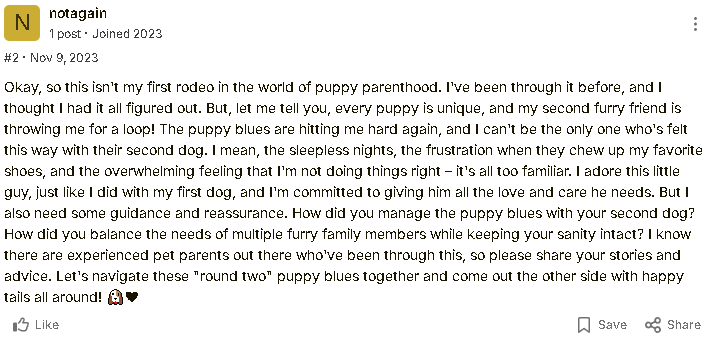 N
notagain
1 post · Joined 2023
#2 · Nov 9, 2023
Okay, so this isn't my first rodeo in the world of puppy parenthood. I've been through it before, and I
thought I had it all figured out. But, let me tell you, every puppy is unique, and my second furry friend is
throwing me for a loop! The puppy blues are hitting me hard again, and I can't be the only one who's felt
this way with their second dog. I mean, the sleepless nights, the frustration when they chew up my favorite
shoes, and the overwhelming feeling that I'm not doing things right – it's all too familiar. I adore this little
guy, just like I did with my first dog, and I'm committed to giving him all the love and care he needs. But I
also need some guidance and reassurance. How did you manage the puppy blues with your second dog?
How did you balance the needs of multiple furry family members while keeping your sanity intact? I know
there are experienced pet parents out there who've been through this, so please share your stories and
advice. Let's navigate these "round two" puppy blues together and come out the other side with happy
tails all around! 🐶❤
Like
Save
Share